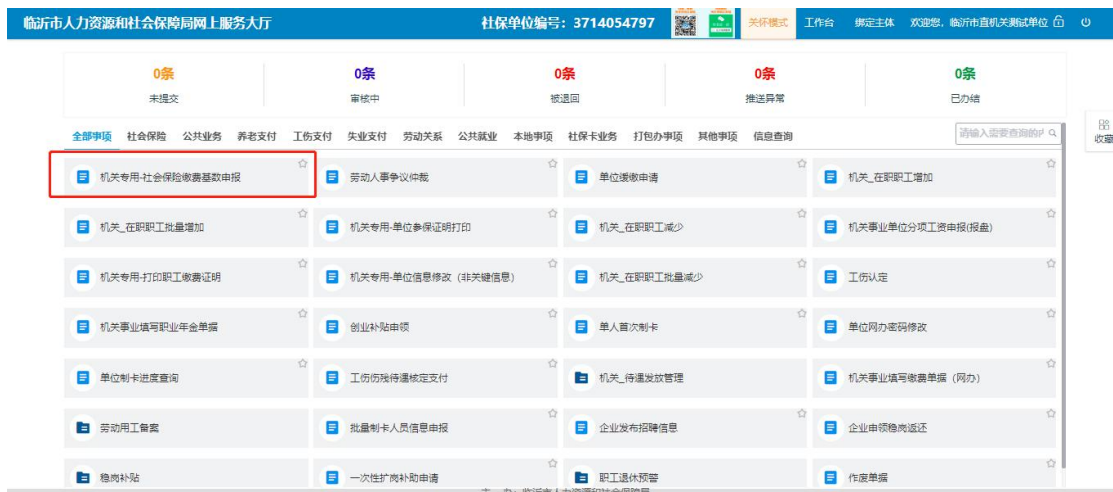 临沂市人力资源和社会保障局网上服务大厅 社保单位编号：3714054797 关怀模式 工作台 绑定主体 欢迎您，临沂市直机关测试单位
0条 0条 0条 0条 0条
未提交 审核中 被退回 推送异常 已办结
全部事项 社会保险 公共业务 养老支付 工伤支付 失业支付 劳动关系 公共就业 本地事项 社保卡业务 打包办事项 其他事项 信息查询
收藏
机关专用-社会保险缴费基数申报 劳动人事争议仲裁 单位缓缴申请 机关_在职职工增加
机关_在职职工批量增加 机关专用-单位参保证明打印 机关_在职职工减少 机关事业单位分项工资申报(报盘)
机关专用-打印职工缴费证明 机关专用-单位信息修改（非关键信息） 机关_在职职工批量减少 工伤认定
机关事业填写职业年金单据 创业补贴申领 单人首次制卡 单位网办密码修改
单位制卡进度查询 工伤伤残待遇核定支付 机关_待遇发放管理 机关事业填写缴费单据（网办）
劳动用工备案 批量制卡人员信息申报 企业发布招聘信息 企业申领稳岗返还
稳岗补贴 一次性扩岗补助申请 职工退休预警 作废单据